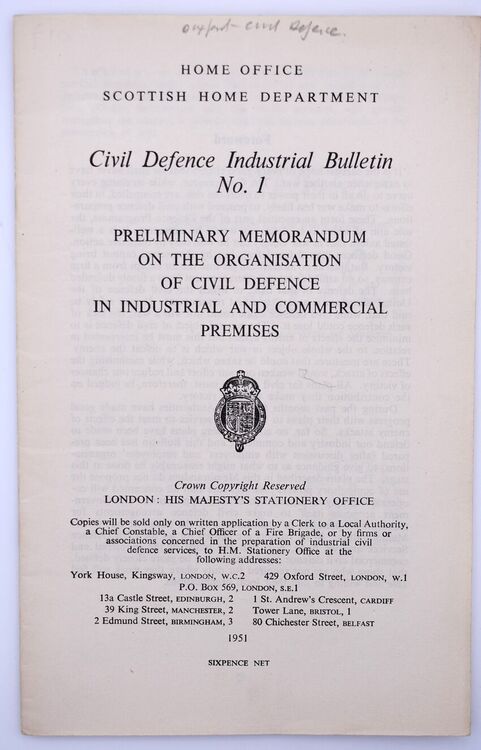 Oxford - Civil Defence.
HOME OFFICE
SCOTTISH HOME DEPARTMENT
Civil Defence Industrial Bulletin
No. 1
PRELIMINARY MEMORANDUM
ON THE ORGANISATION
OF CIVIL DEFENCE
IN INDUSTRIAL AND COMMERCIAL
PREMISES
Crown Copyright Reserved
LONDON: HIS MAJESTY'S STATIONERY OFFICE
Copies will be sold only on written application by a Clerk to a Local Authority,
a Chief Constable, a Chief Officer of a Fire Brigade, or by firms or
associations concerned in the preparation of industrial civil
defence services, to H.M. Stationery Office at the
following addresses:
York House, Kingsway, LONDON, W.C.2 429 Oxford Street, LONDON, W.1
P.O. Box 569, LONDON, S.E.1
13a Castle Street, EDINBURGH, 2 1 St. Andrew's Crescent, CARDIFF
39 King Street, MANCHESTER, 2 Tower Lane, BRISTOL, 1
2 Edmund Street, BIRMINGHAM, 3 80 Chichester Street, BELFAST
1951
SIXPENCE NET